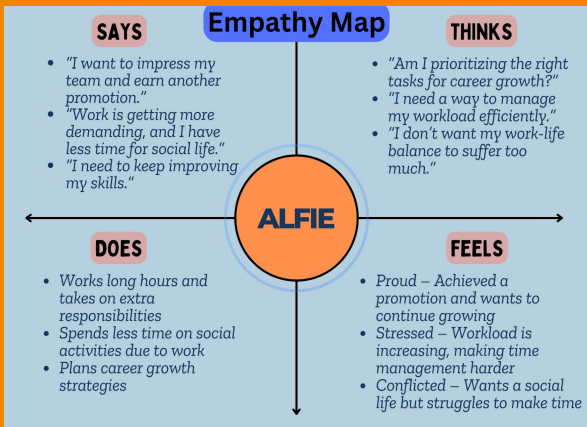 Empathy Map
SAYS
• “I want to impress my
team and earn another
promotion.”
• “Work is getting more
demanding, and I have
less time for social life.”
• “I need to keep improving
my skills.”
THINKS
• “Am I prioritizing the right
tasks for career growth?”
• “I need a way to manage
my workload efficiently.”
• “I don’t want my work-life
balance to suffer too
much.”
ALFIE
DOES
• Works long hours and
takes on extra
responsibilities
• Spends less time on social
activities due to work
• Plans career growth
strategies
FEELS
• Proud – Achieved a
promotion and wants to
continue growing
• Stressed – Workload is
increasing, making time
management harder
• Conflicted – Wants a social
life but struggles to make time